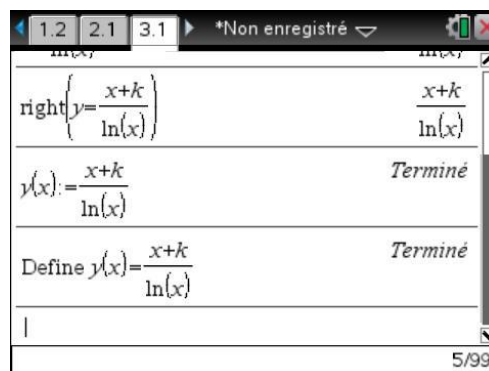 1.2 2.1 3.1 *Non enregistré
right(y=x+k/ln(x)) x+k/ln(x)
y(x):=x+k/ln(x) Terminé
Define y(x)=x+k/ln(x) Terminé
5/99